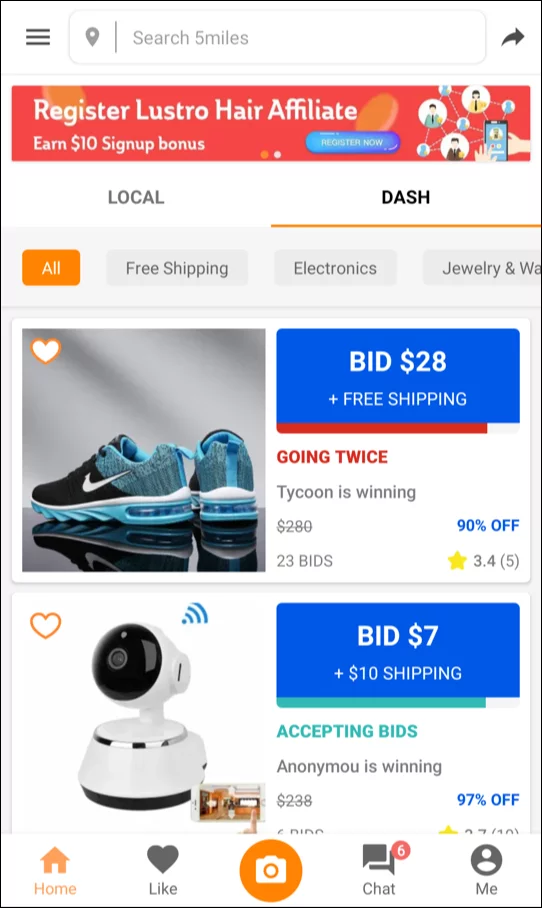 Search 5miles
Register Lustro Hair Affiliate
Earn $10 Signup bonus
REGISTER NOW
LOCAL
DASH
All
Free Shipping
Electronics
Jewelry & Wa
BID $28
+ FREE SHIPPING
GOING TWICE
Tycoon is winning
$280
90% OFF
23 BIDS
3.4 (5)
BID $7
+ $10 SHIPPING
ACCEPTING BIDS
Anonymou is winning
$238
97% OFF
6 BIDS
Home
Like
6
Chat
Me